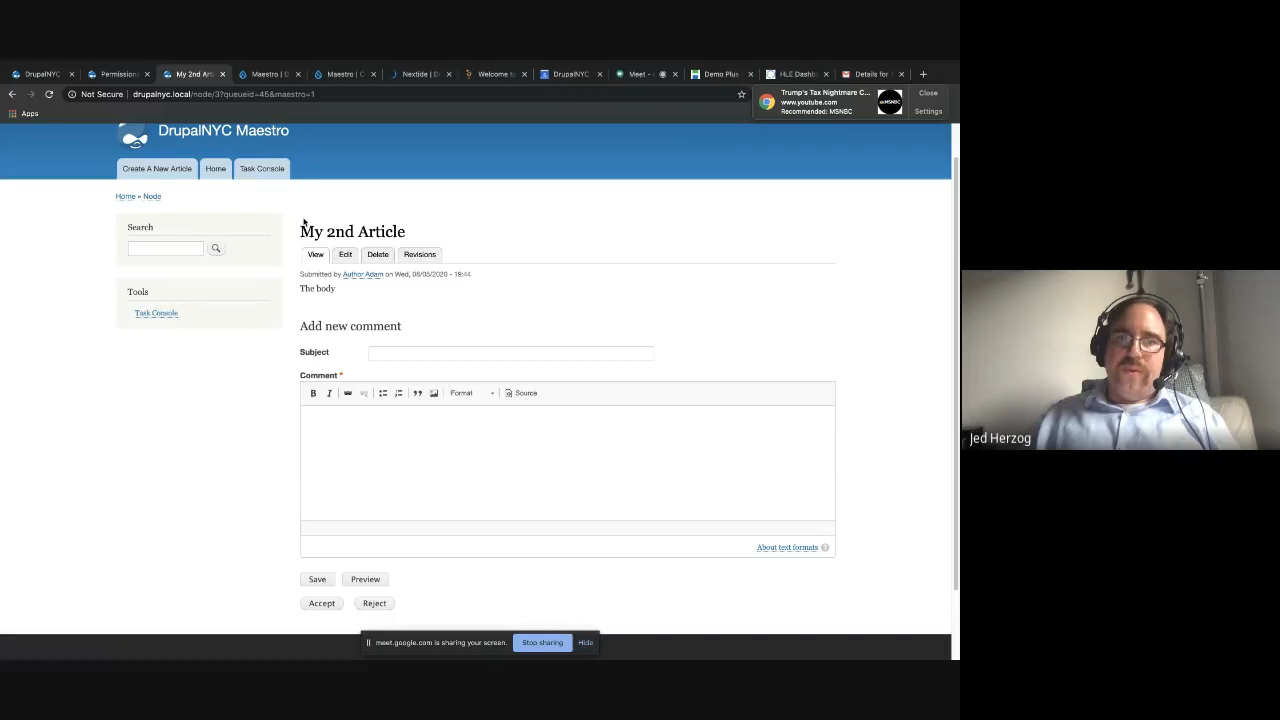 DrupalNYC
Permission
My 2nd Arti
Maestro | D
Maestro | C
Nextide | D
Welcome to
DrupalNYC
Meet -
Demo Plus
HLE Dashb
Details for
Not Secure
drupalnyc.local/node/3?queueid=45&maestro=1
Apps
Trump's Tax Nightmare C...
www.youtube.com
Recommended: MSNBC
MSNBC
Close
Settings
DrupalNYC Maestro
Create A New Article
Home
Task Console
Home » Node
Search
Tools
Task Console
My 2nd Article
View
Edit
Delete
Revisions
Submitted by Author Adam on Wed, 08/05/2020 - 19:44
The body
Add new comment
Subject
Comment *
B I Format Source
About text formats ?
Save
Preview
Accept
Reject
meet.google.com is sharing your screen.
Stop sharing
Hide
Jed Herzog